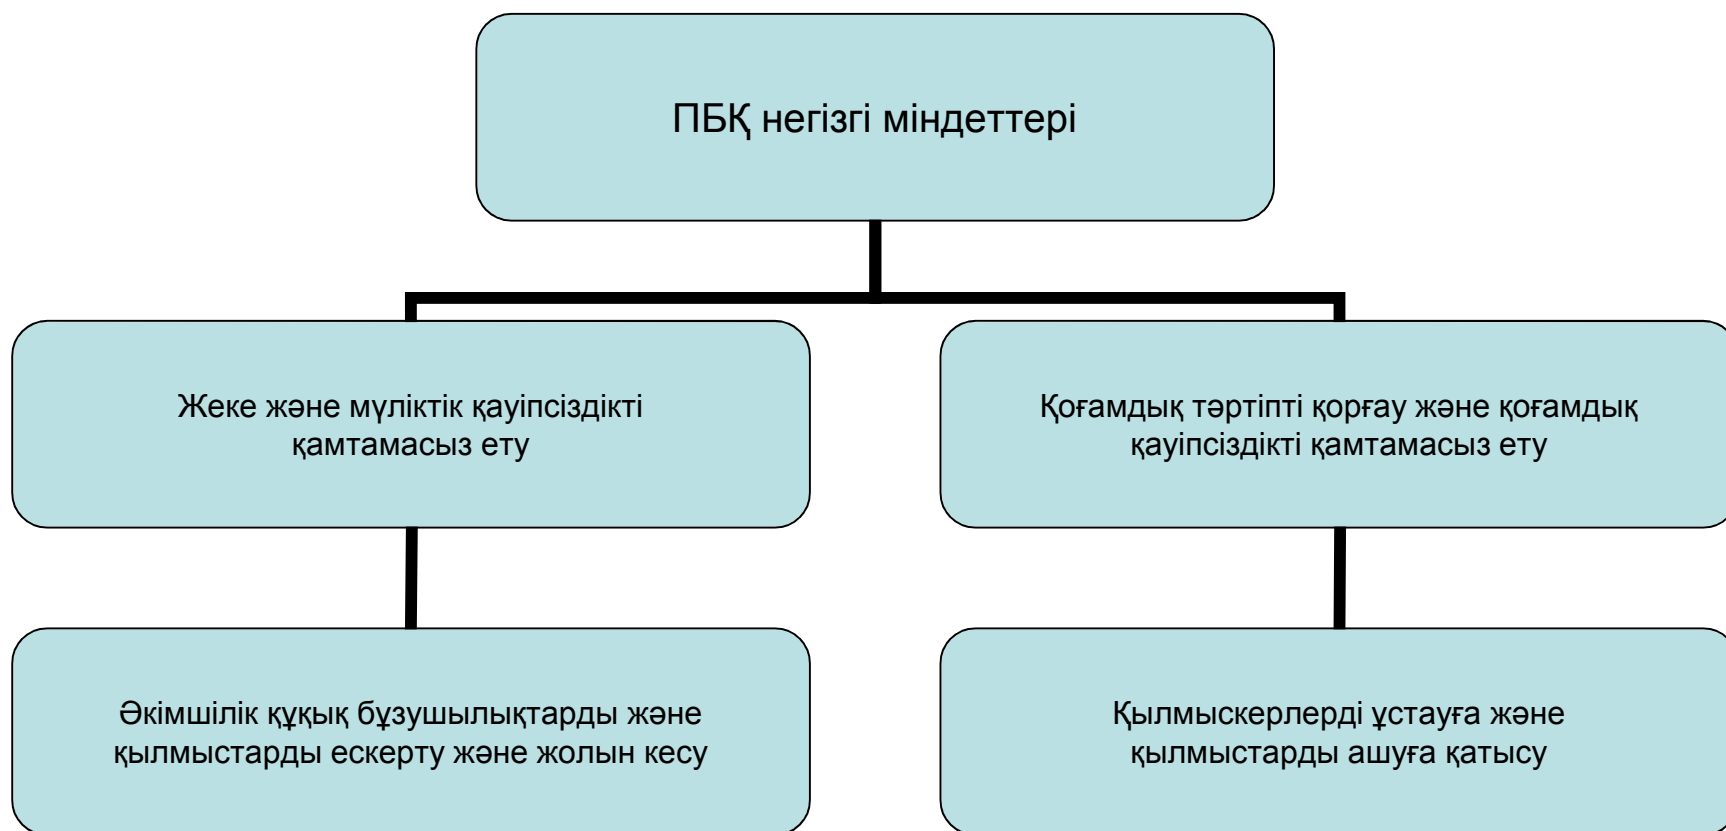 ПБҚ негізгі міндеттері
Жеке және мүліктік қауіпсіздікті
қамтамасыз ету
Қоғамдық тәртіпті қорғау және қоғамдық
қауіпсіздікті қамтамасыз ету
Әкімшілік құқық бұзушылықтарды және
қылмыстарды ескерту және жолын кесу
Қылмыскерлерді ұстауға және
қылмыстарды ашуға қатысу